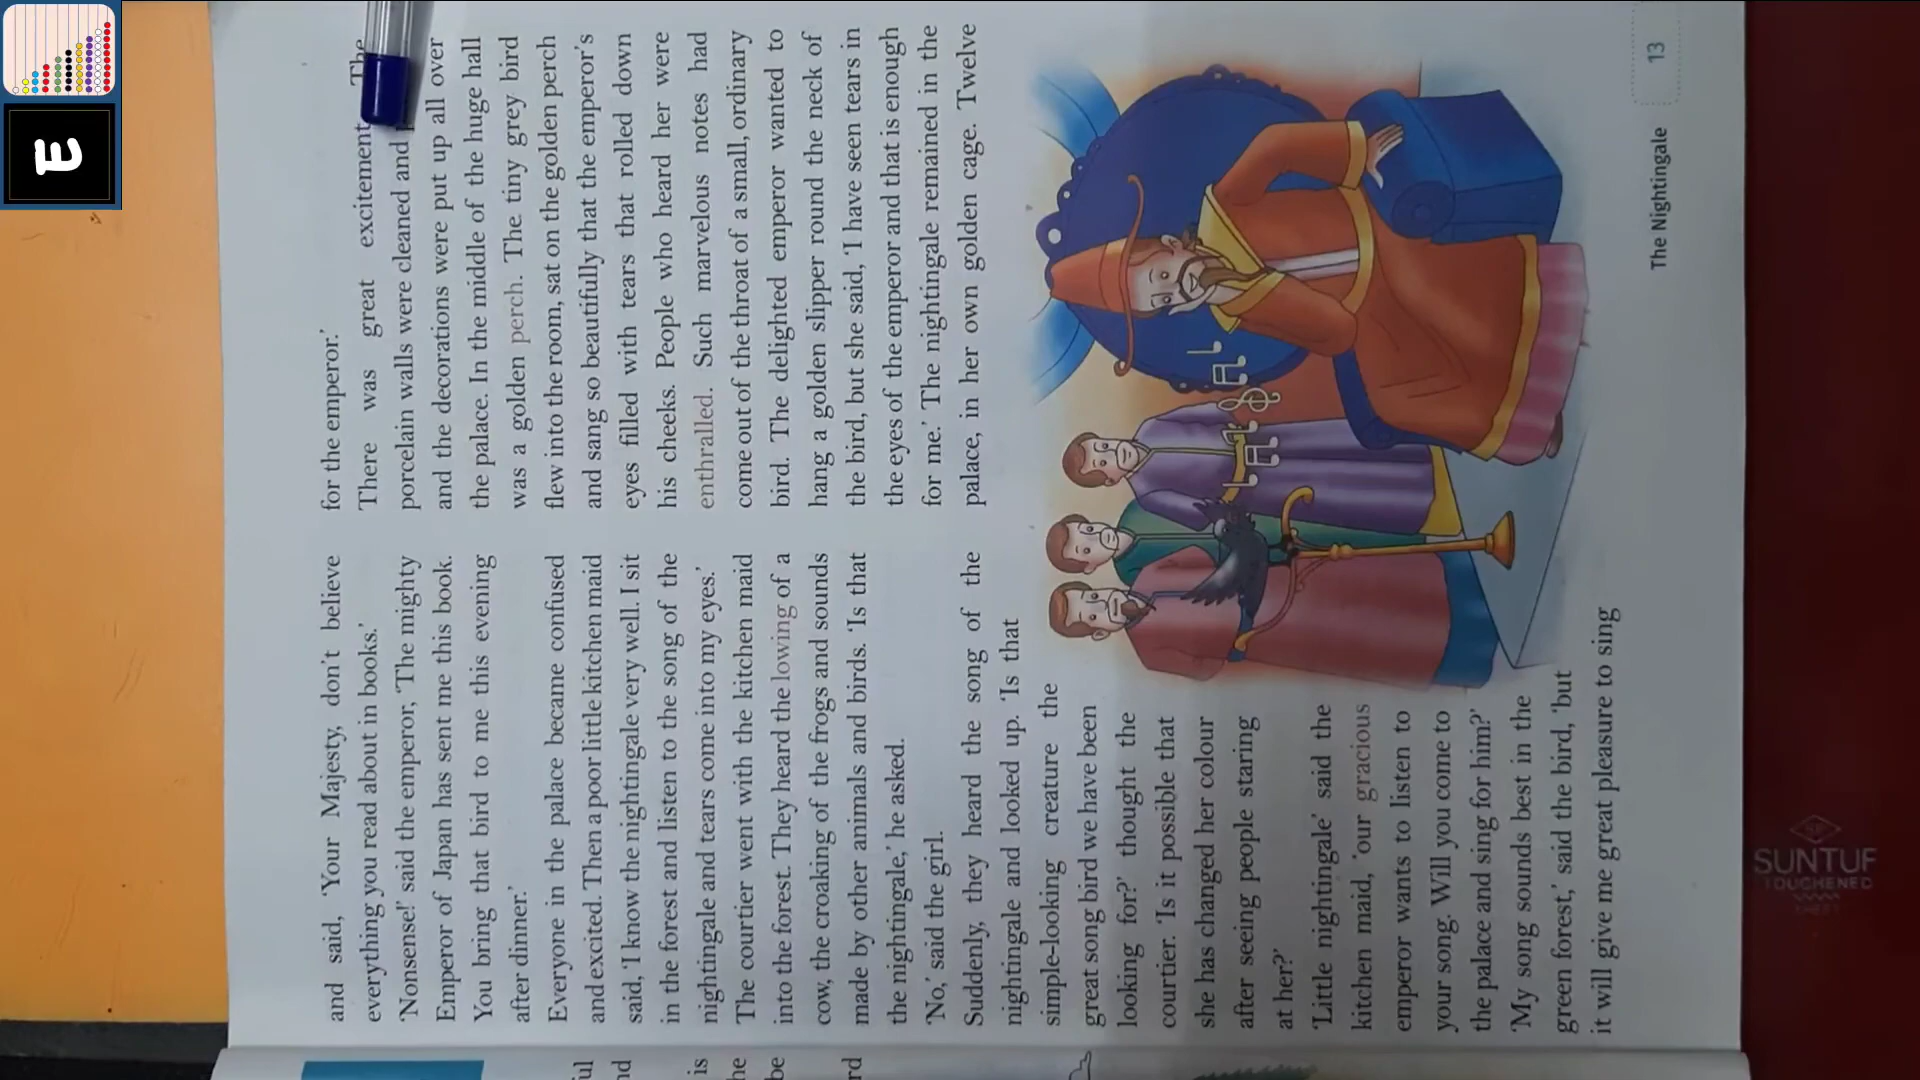 and said, 'Your Majesty, don't believe
everything you read about in books.'
'Nonsense!' said the emperor, 'The mighty
Emperor of Japan has sent me this book.
You bring that bird to me this evening
after dinner.'
Everyone in the palace became confused
and excited. Then a poor little kitchen maid
said, 'I know the nightingale very well. I sit
in the forest and listen to the song of the
nightingale and tears come into my eyes.'
The courtier went with the kitchen maid
into the forest. They heard the lowing of a
cow, the croaking of the frogs and sounds
made by other animals and birds. 'Is that
the nightingale,' he asked.
'No,' said the girl.
Suddenly, they heard the song of the
nightingale and looked up. 'Is that
simple-looking creature the
great song bird we have been
looking for?' thought the
courtier. 'Is it possible that
she has changed her colour
after seeing people staring
at her?'
'Little nightingale' said the
kitchen maid, 'our gracious
emperor wants to listen to
your song. Will you come to
the palace and sing for him?'
'My song sounds best in the
green forest,' said the bird, 'but
it will give me great pleasure to sing
for the emperor.'
There was great excitement The
porcelain walls were cleaned and
and the decorations were put up all over
the palace. In the middle of the huge hall
was a golden perch. The tiny grey bird
flew into the room, sat on the golden perch
and sang so beautifully that the emperor's
eyes filled with tears that rolled down
his cheeks. People who heard her were
enthralled. Such marvelous notes had
come out of the throat of a small, ordinary
bird. The delighted emperor wanted to
hang a golden slipper round the neck of
the bird, but she said, 'I have seen tears in
the eyes of the emperor and that is enough
for me.' The nightingale remained in the
palace, in her own golden cage. Twelve
The Nightingale 13
ul
nd
is
he
be
rd
SUNTUF
TOUCHENED